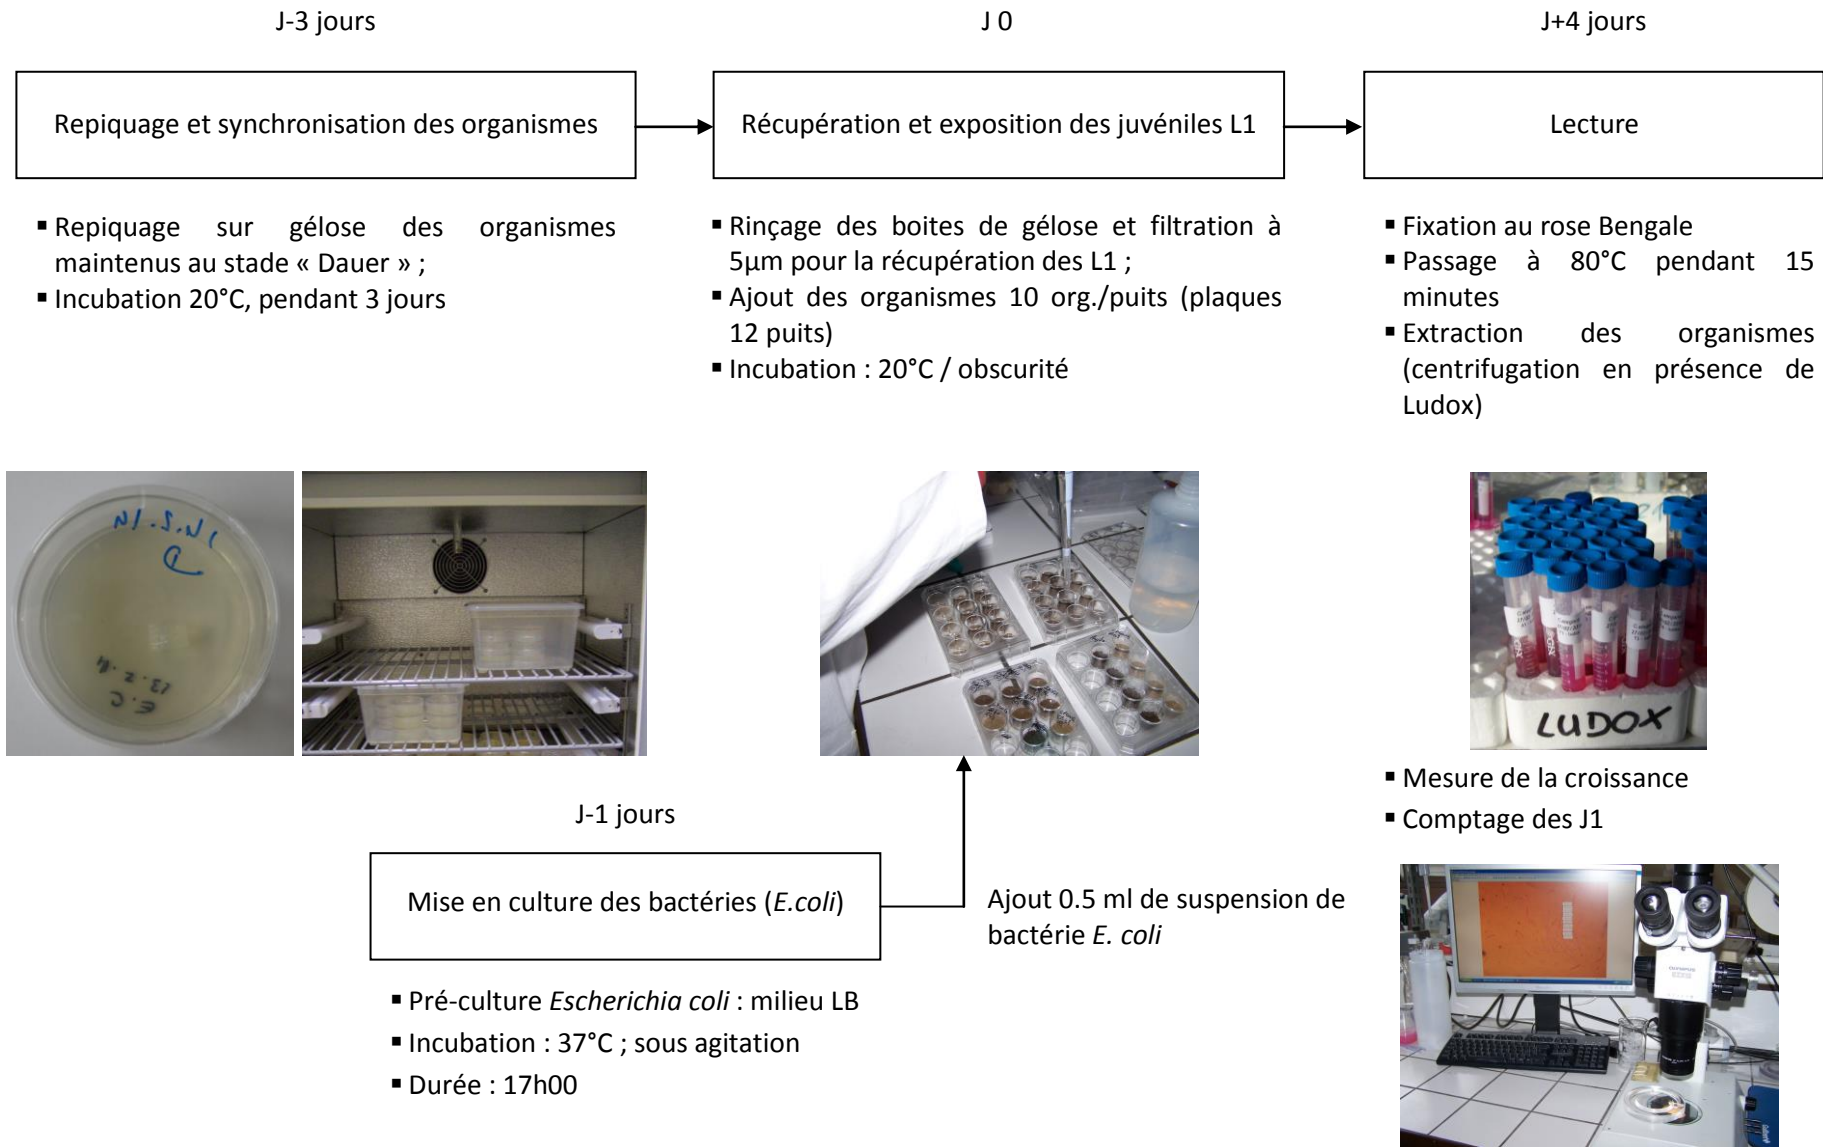 J-3 jours
J 0
J+4 jours
Repiquage et synchronisation des organismes
Récupération et exposition des juvéniles L1
Lecture
▪ Repiquage sur gélose des organismes
maintenus au stade « Dauer » ;
▪ Incubation 20°C, pendant 3 jours
▪ Rinçage des boites de gélose et filtration à
5µm pour la récupération des L1 ;
▪ Ajout des organismes 10 org./puits (plaques
12 puits)
▪ Incubation : 20°C / obscurité
▪ Fixation au rose Bengale
▪ Passage à 80°C pendant 15
minutes
▪ Extraction des organismes
(centrifugation en présence de
Ludox)
LUDOX
▪ Mesure de la croissance
▪ Comptage des J1
J-1 jours
Mise en culture des bactéries (E.coli)
Ajout 0.5 ml de suspension de
bactérie E. coli
▪ Pré-culture Escherichia coli : milieu LB
▪ Incubation : 37°C ; sous agitation
▪ Durée : 17h00